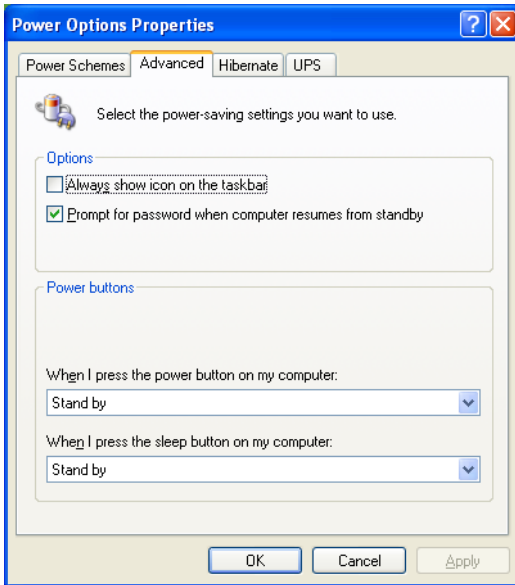 Power Options Properties
Power Schemes Advanced Hibernate UPS
Select the power-saving settings you want to use.
Options
Always show icon on the taskbar
Prompt for password when computer resumes from standby
Power buttons
When I press the power button on my computer:
Stand by
When I press the sleep button on my computer:
Stand by
OK Cancel Apply